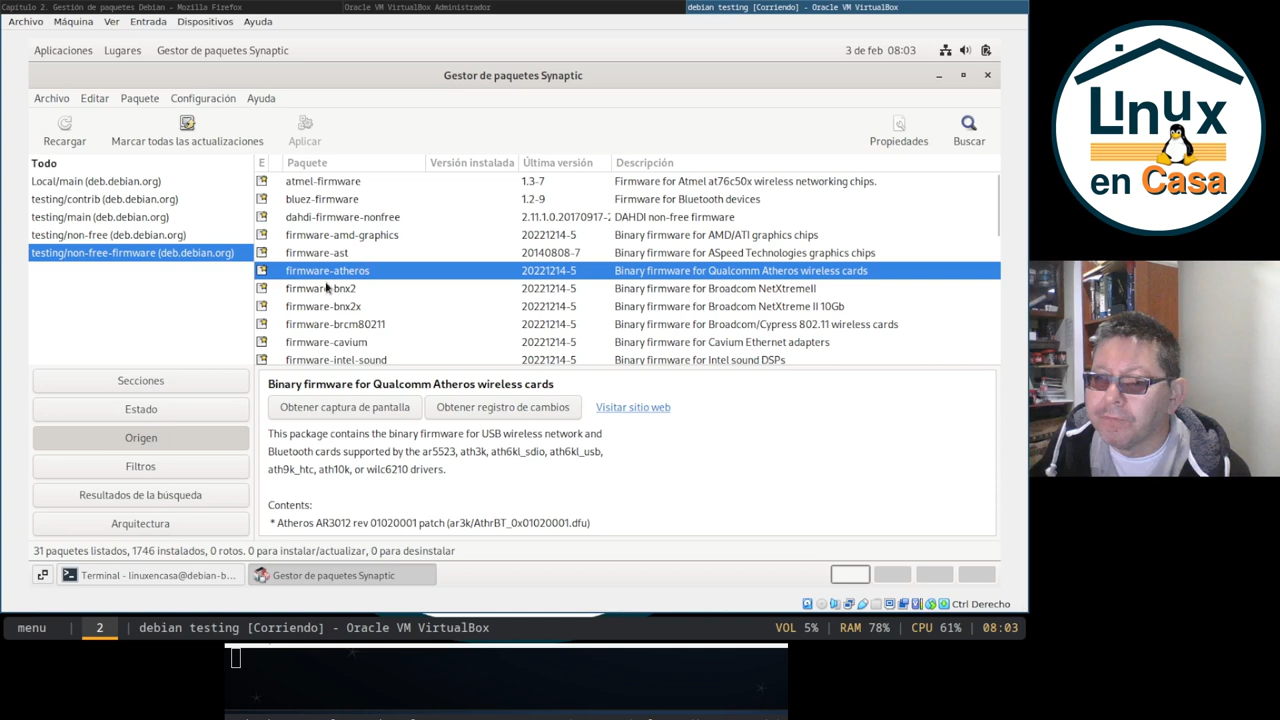 Capítulo 2. Gestión de paquetes Debian - Mozilla Firefox
Oracle VM VirtualBox Administrador
debian testing [Corriendo] - Oracle VM VirtualBox
Archivo Máquina Ver Entrada Dispositivos Ayuda
Aplicaciones Lugares Gestor de paquetes Synaptic 3 de feb 08:03
Gestor de paquetes Synaptic
Archivo Editar Paquete Configuración Ayuda
Recargar Marcar todas las actualizaciones Aplicar Propiedades Buscar
Todo
Local/main (deb.debian.org)
testing/contrib (deb.debian.org)
testing/main (deb.debian.org)
testing/non-free (deb.debian.org)
testing/non-free-firmware (deb.debian.org)
E Paquete Versión instalada Última versión Descripción
atmel-firmware 1.3-7 Firmware for Atmel at76c50x wireless networking chips.
bluez-firmware 1.2-9 Firmware for Bluetooth devices
dahdi-firmware-nonfree 2.11.1.0.20170917-2 DAHDI non-free firmware
firmware-amd-graphics 20221214-5 Binary firmware for AMD/ATI graphics chips
firmware-ast 20140808-7 Binary firmware for ASpeed Technologies graphics chips
firmware-atheros 20221214-5 Binary firmware for Qualcomm Atheros wireless cards
firmware-bnx2 20221214-5 Binary firmware for Broadcom NetXtremeII
firmware-bnx2x 20221214-5 Binary firmware for Broadcom NetXtreme II 10Gb
firmware-brcm80211 20221214-5 Binary firmware for Broadcom/Cypress 802.11 wireless cards
firmware-cavium 20221214-5 Binary firmware for Cavium Ethernet adapters
firmware-intel-sound 20221214-5 Binary firmware for Intel sound DSPs
Secciones
Estado
Origen
Filtros
Resultados de la búsqueda
Arquitectura
Binary firmware for Qualcomm Atheros wireless cards
Obtener captura de pantalla Obtener registro de cambios Visitar sitio web
This package contains the binary firmware for USB wireless network and
Bluetooth cards supported by the ar5523, ath3k, ath6kl_sdio, ath6kl_usb,
ath9k_htc, ath10k, or wilc6210 drivers.
Contents:
* Atheros AR3012 rev 01020001 patch (ar3k/AthrBT_0x01020001.dfu)
31 paquetes listados, 1746 instalados, 0 rotos. 0 para instalar/actualizar, 0 para desinstalar
Terminal - linuxencasa@debian-b... Gestor de paquetes Synaptic
Ctrl Derecho
menu | 2 | debian testing [Corriendo] - Oracle VM VirtualBox VOL 5% | RAM 78% | CPU 61% | 08:03
Linux
en Casa